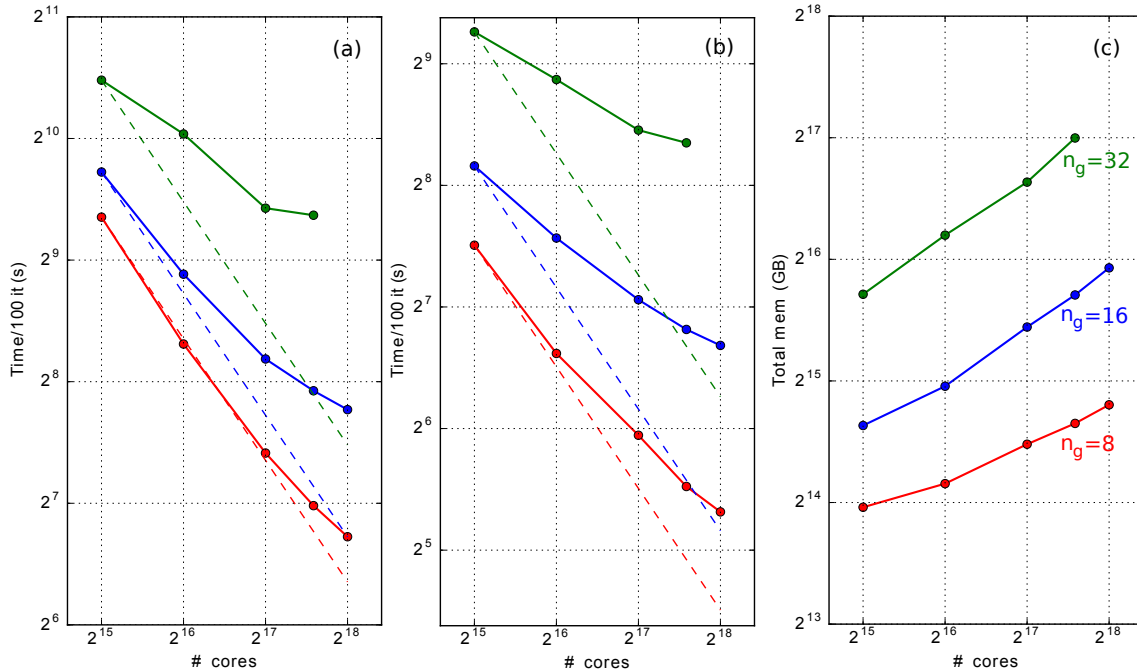 (a)
2^11
2^10
2^9
2^8
2^7
2^6
Time/100 it (s)
2^15 2^16 2^17 2^18
# cores
(b)
2^9
2^8
2^7
2^6
2^5
Time/100 it (s)
2^15 2^16 2^17 2^18
# cores
(c)
2^18
2^17
2^16
2^15
2^14
2^13
Total mem (GB)
n_g=32
n_g=16
n_g=8
2^15 2^16 2^17 2^18
# cores